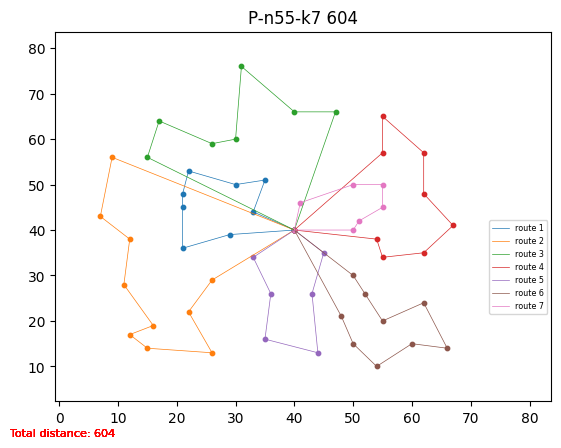 P-n55-k7 604
80
70
60
50
40
30
20
10
0 10 20 30 40 50 60 70 80
route 1
route 2
route 3
route 4
route 5
route 6
route 7
Total distance: 604